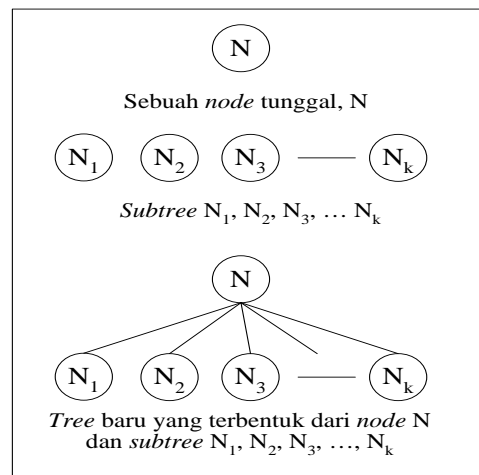 N
Sebuah node tunggal, N
N₁ N₂ N₃ Nₖ
Subtree N₁, N₂, N₃, … Nₖ
N
N₁ N₂ N₃ Nₖ
Tree baru yang terbentuk dari node N
dan subtree N₁, N₂, N₃, …, Nₖ